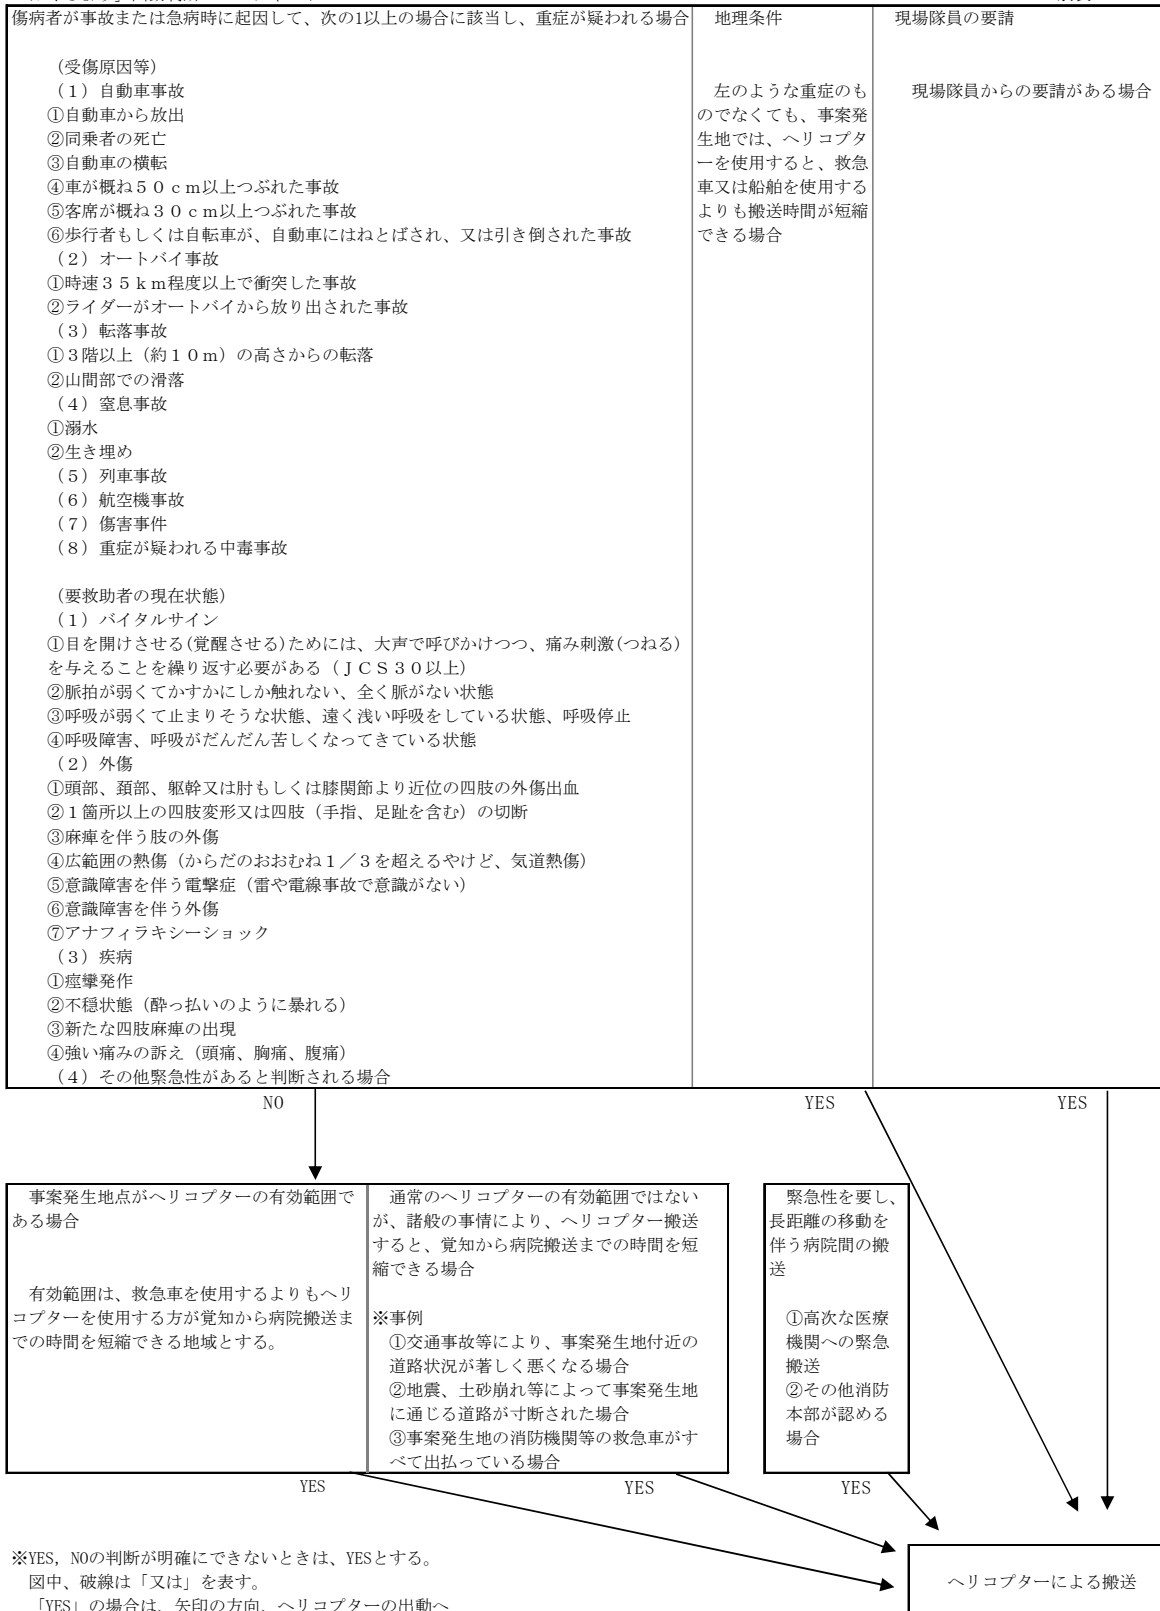 傷病者が事故または急病時に起因して、次の1以上の場合に該当し、重症が疑われる場合
(受傷原因等)
(1)自動車事故
①自動車から放出
②同乗者の死亡
③自動車の横転
④車が概ね50cm以上つぶれた事故
⑤客席が概ね30cm以上つぶれた事故
⑥歩行者もしくは自転車が、自動車にはねとばされ、又は引き倒された事故
(2)オートバイ事故
①時速35km程度以上で衝突した事故
②ライダーがオートバイから放り出された事故
(3)転落事故
①3階以上(約10m)の高さからの転落
②山間部での滑落
(4)窒息事故
①溺水
②生き埋め
(5)列車事故
(6)航空機事故
(7)傷害事件
(8)重症が疑われる中毒事故
(要救助者の現在状態)
(1)バイタルサイン
①目を開けさせる(覚醒させる)ためには、大声で呼びかけつつ、痛み刺激(つねる)
を与えることを繰り返す必要がある(JCS30以上)
②脈拍が弱くてかすかにしか触れない、全く脈がない状態
③呼吸が弱くて止まりそうな状態、遠く浅い呼吸をしている状態、呼吸停止
④呼吸障害、呼吸がだんだん苦しくなってきている状態
(2)外傷
①頭部、頚部、躯幹又は肘もしくは膝関節より近位の四肢の外傷出血
②1箇所以上の四肢変形又は四肢(手指、足趾を含む)の切断
③麻痺を伴う肢の外傷
④広範囲の熱傷(からだのおおむね1/3を超えるやけど、気道熱傷)
⑤意識障害を伴う電撃症(雷や電線事故で意識がない)
⑥意識障害を伴う外傷
⑦アナフィラキシーショック
(3)疾病
①痙攣発作
②不穏状態(酔っ払いのように暴れる)
③新たな四肢麻痺の出現
④強い痛みの訴え(頭痛、胸痛、腹痛)
(4)その他緊急性があると判断される場合
地理条件
左のような重症のも
のでなくても、事案発
生地では、ヘリコプタ
ーを使用すると、救急
車又は船舶を使用する
よりも搬送時間が短縮
できる場合
現場隊員の要請
現場隊員からの要請がある場合
NO
YES
YES
事案発生地点がヘリコプターの有効範囲で
ある場合
有効範囲は、救急車を使用するよりもヘリ
コプターを使用する方が覚知から病院搬送ま
での時間を短縮できる地域とする。
通常のヘリコプターの有効範囲ではない
が、諸般の事情により、ヘリコプター搬送
すると、覚知から病院搬送までの時間を短
縮できる場合
※事例
①交通事故等により、事案発生地付近の
道路状況が著しく悪くなる場合
②地震、土砂崩れ等によって事案発生地
に通じる道路が寸断された場合
③事案発生地の消防機関等の救急車がす
べて出払っている場合
緊急性を要し、
長距離の移動を
伴う病院間の搬
送
①高次な医療
機関への緊急
搬送
②その他消防
本部が認める
場合
YES
YES
YES
※YES, NOの判断が明確にできないときは、YESとする。
図中、破線は「又は」を表す。
「YES」の場合は、矢印の方向、ヘリコプターの出動へ
ヘリコプターによる搬送